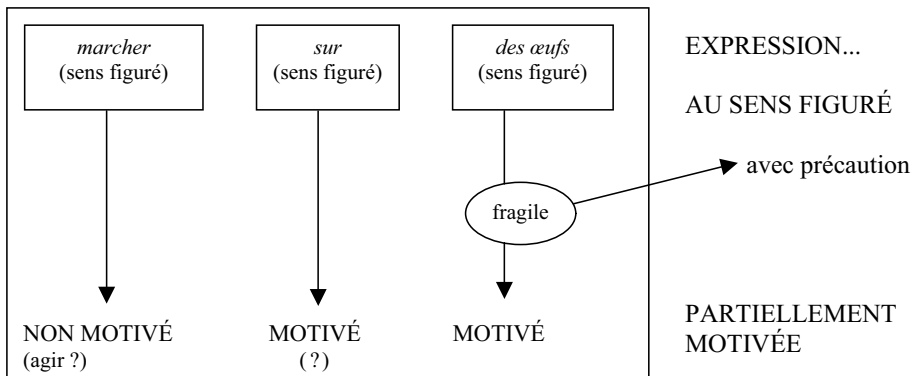 marcher
(sens figuré)
sur
(sens figuré)
des œufs
(sens figuré)
EXPRESSION...
AU SENS FIGURÉ
avec précaution
fragile
NON MOTIVÉ
(agir ?)
MOTIVÉ
(?)
MOTIVÉ
PARTIELLEMENT
MOTIVÉE